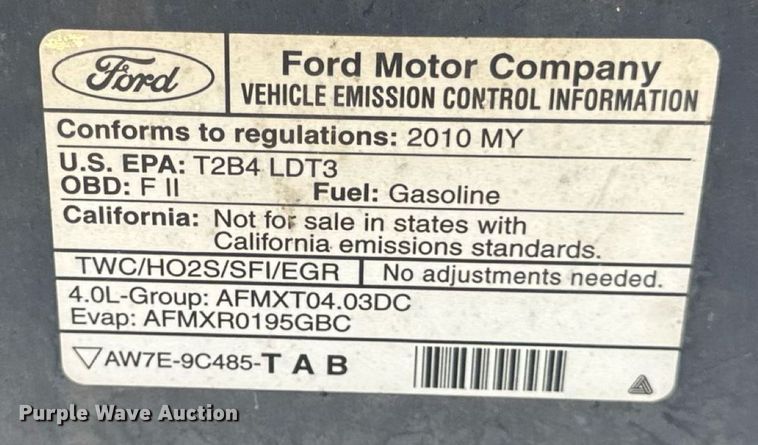 Ford
Ford Motor Company
VEHICLE EMISSION CONTROL INFORMATION
Conforms to regulations: 2010 MY
U.S. EPA: T2B4 LDT3
OBD: F II Fuel: Gasoline
California: Not for sale in states with
California emissions standards.
TWC/HO2S/SFI/EGR No adjustments needed.
4.0L-Group: AFMXT04.03DC
Evap: AFMXR0195GBC
AW7E-9C485-T A B
Purple Wave Auction